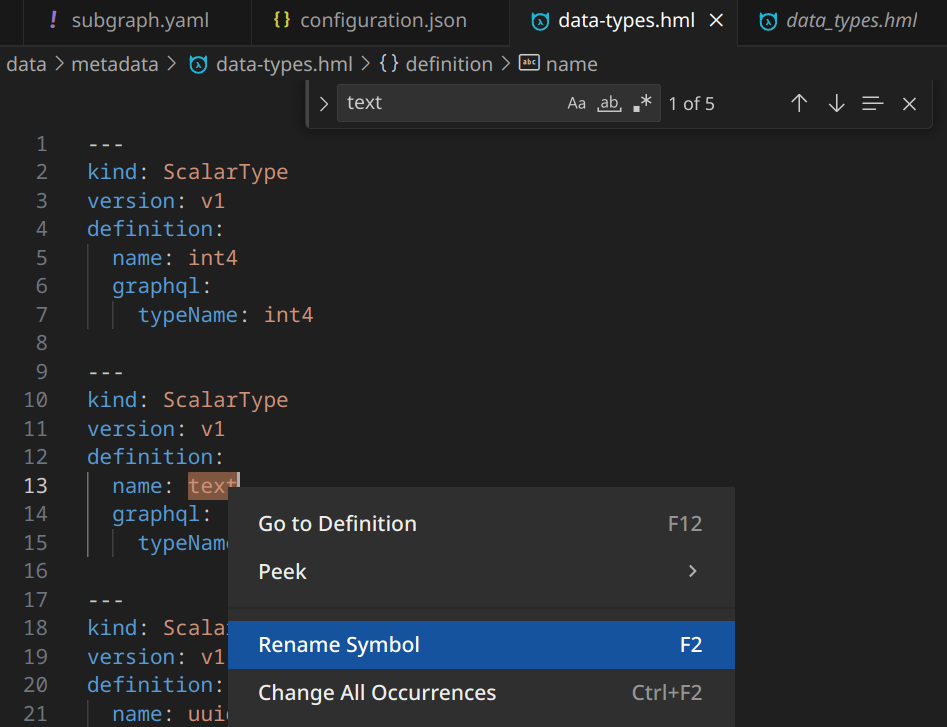 ! subgraph.yaml {} configuration.json data-types.hml × data_types.hml
data > metadata > data-types.hml > {} definition > abc name
text Aa ab .* 1 of 5
1 ---
2 kind: ScalarType
3 version: v1
4 definition:
5 name: int4
6 graphql:
7 typeName: int4
8
9 ---
10 kind: ScalarType
11 version: v1
12 definition:
13 name: text
14 graphql:
15 typeName
16
17 ---
18 kind: Scala
19 version: v1
20 definition:
21 name: uuid
Go to Definition F12
Peek >
Rename Symbol F2
Change All Occurrences Ctrl+F2